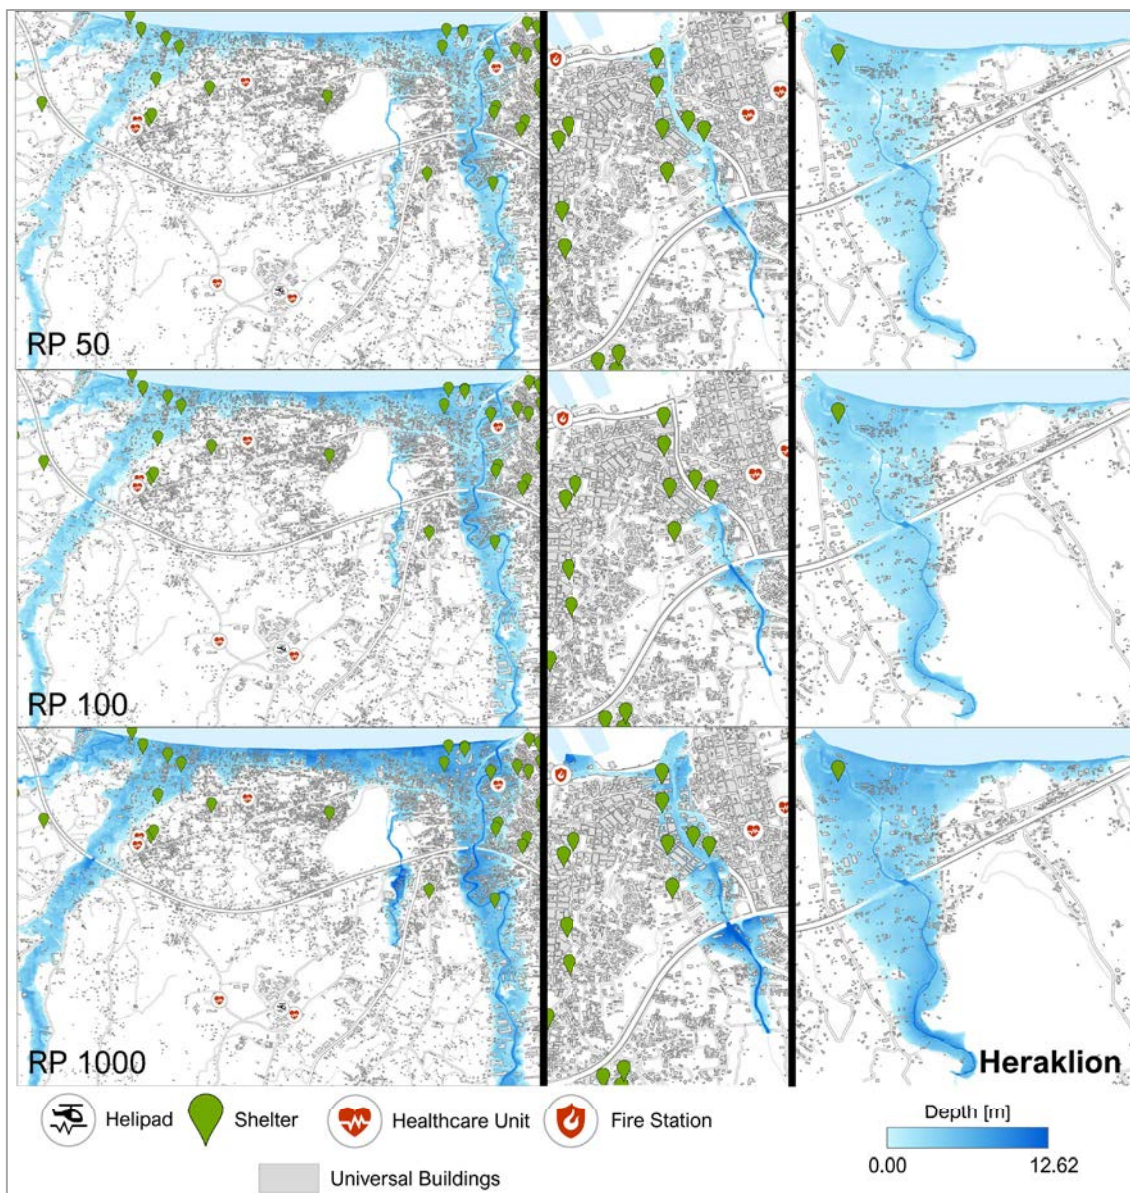 RP 50
RP 100
RP 1000
Heraklion
Helipad
Shelter
Healthcare Unit
Fire Station
Depth [m]
0.00
12.62
Universal Buildings